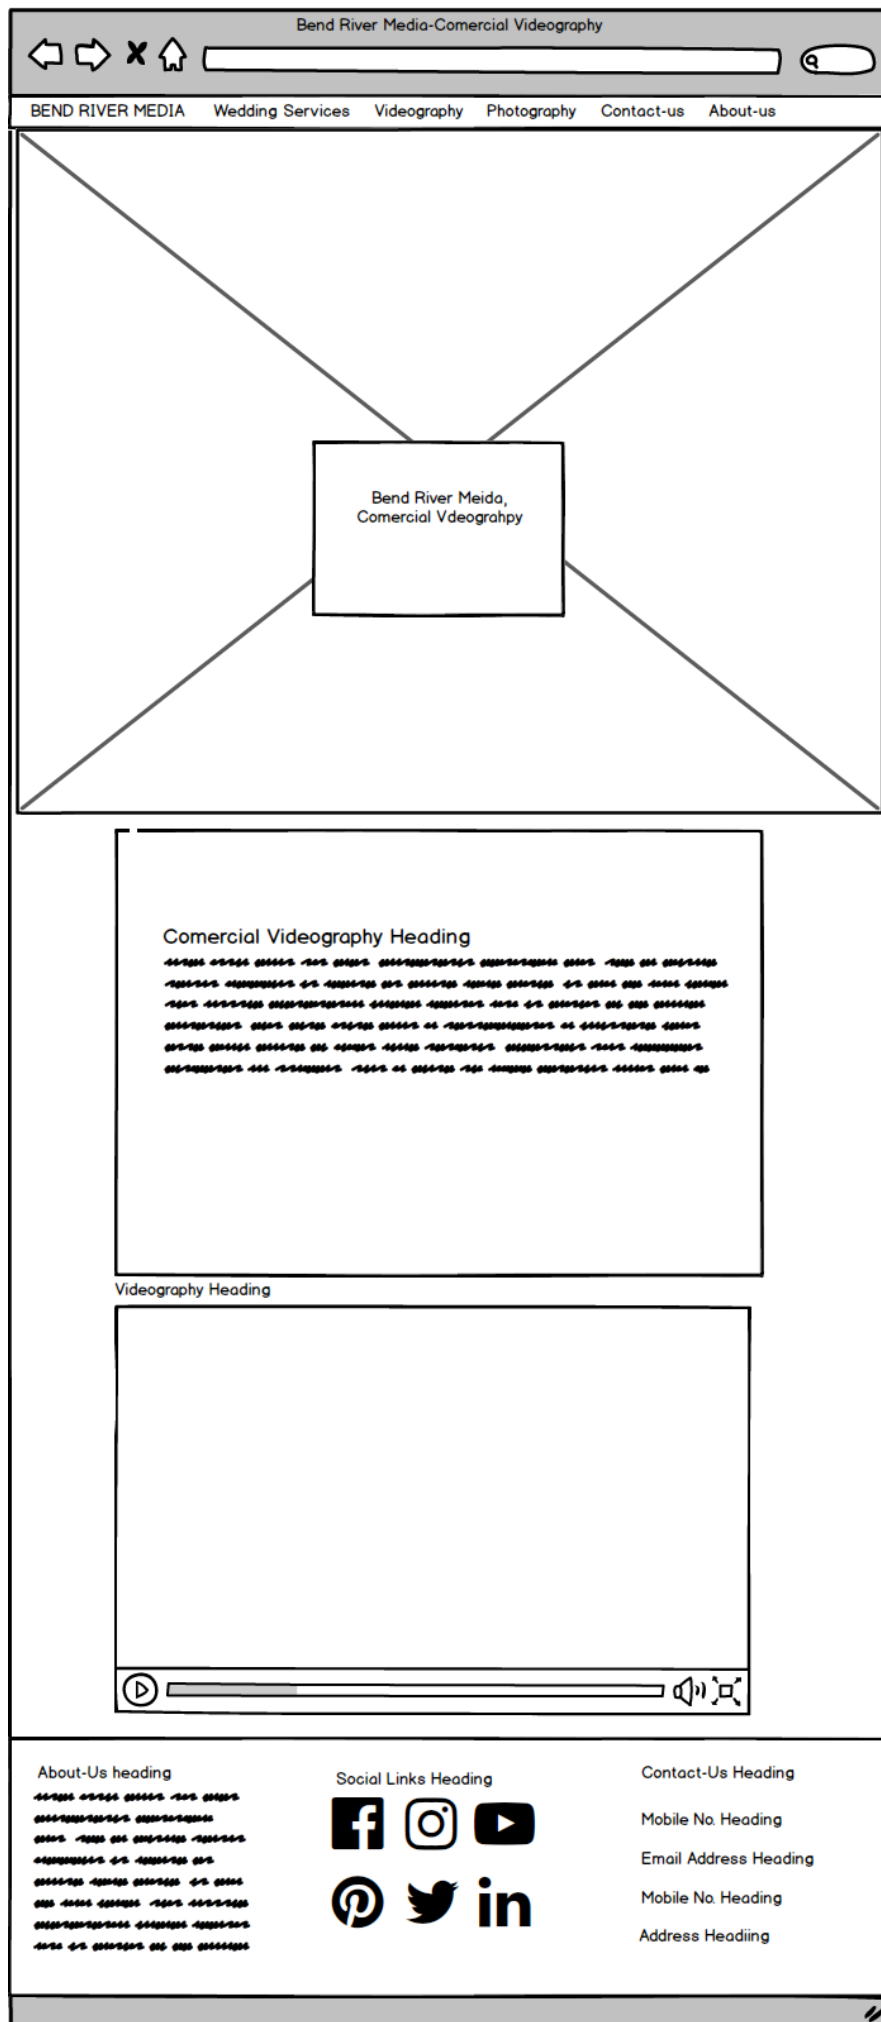 Bend River Media-Comercial Videography
BEND RIVER MEDIA Wedding Services Videography Photography Contact-us About-us
Bend River Meida,
Comercial Vdeograhpy
Comercial Videography Heading
Videography Heading
About-Us heading
Social Links Heading
Contact-Us Heading
Mobile No. Heading
Email Address Heading
Mobile No. Heading
Address Headiing